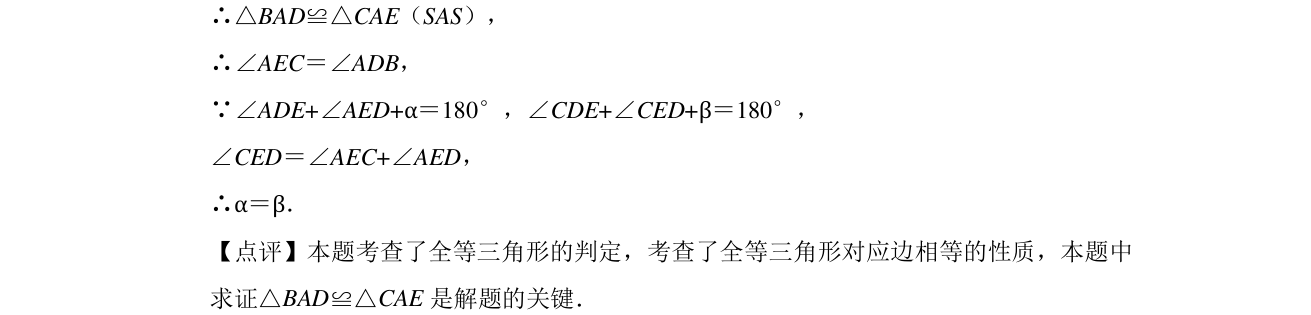 ∴△BAD≌△CAE（SAS），
∴∠AEC＝∠ADB，
∵∠ADE+∠AED+α＝180°，∠CDE+∠CED+β＝180°，
∠CED＝∠AEC+∠AED，
∴α＝β．
【点评】本题考查了全等三角形的判定，考查了全等三角形对应边相等的性质，本题中
求证△BAD≌△CAE 是解题的关键．